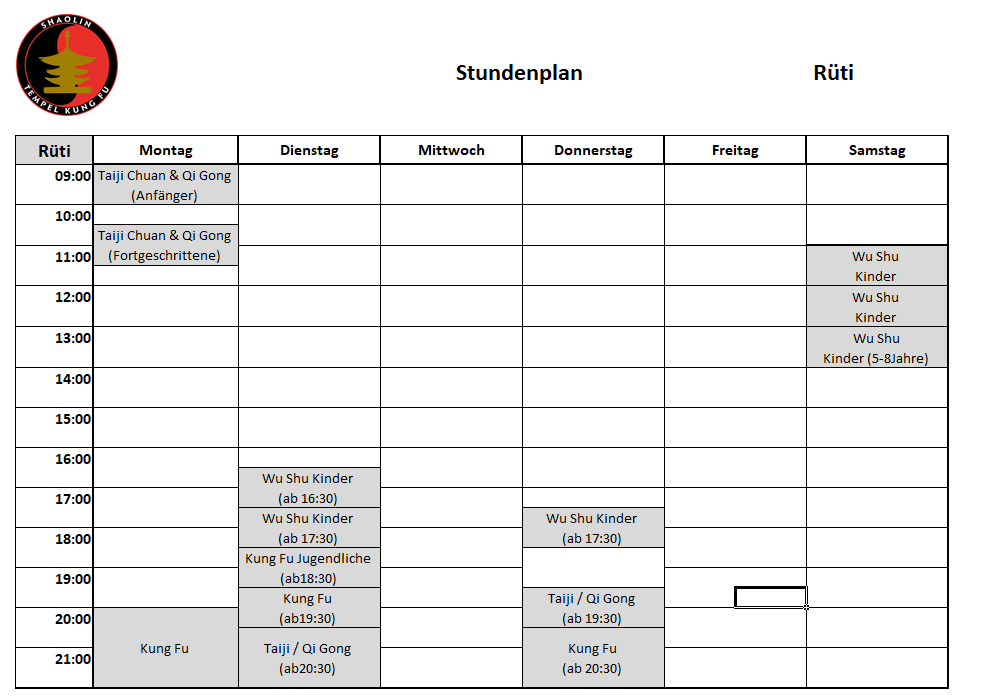 SHAOLIN
TEMPEL KUNG FU
Stundenplan Rüti
Rüti Montag Dienstag Mittwoch Donnerstag Freitag Samstag
09:00 Taiji Chuan & Qi Gong
(Anfänger)
10:00
Taiji Chuan & Qi Gong
(Fortgeschrittene)
11:00 Wu Shu
Kinder
12:00 Wu Shu
Kinder
13:00 Wu Shu
Kinder (5-8Jahre)
14:00
15:00
16:00
Wu Shu Kinder
(ab 16:30)
17:00
Wu Shu Kinder Wu Shu Kinder
(ab 17:30) (ab 17:30)
18:00
Kung Fu Jugendliche
(ab18:30)
19:00
Kung Fu Taiji / Qi Gong
(ab19:30) (ab 19:30)
20:00
Kung Fu Taiji / Qi Gong Kung Fu
(ab20:30) (ab 20:30)
21:00